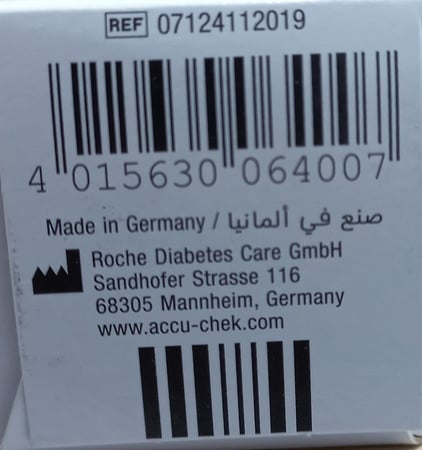 REF 07124112019
4 015630 064007
Made in Germany / صنع في ألمانيا
Roche Diabetes Care GmbH
Sandhofer Strasse 116
68305 Mannheim, Germany
www.accu-chek.com